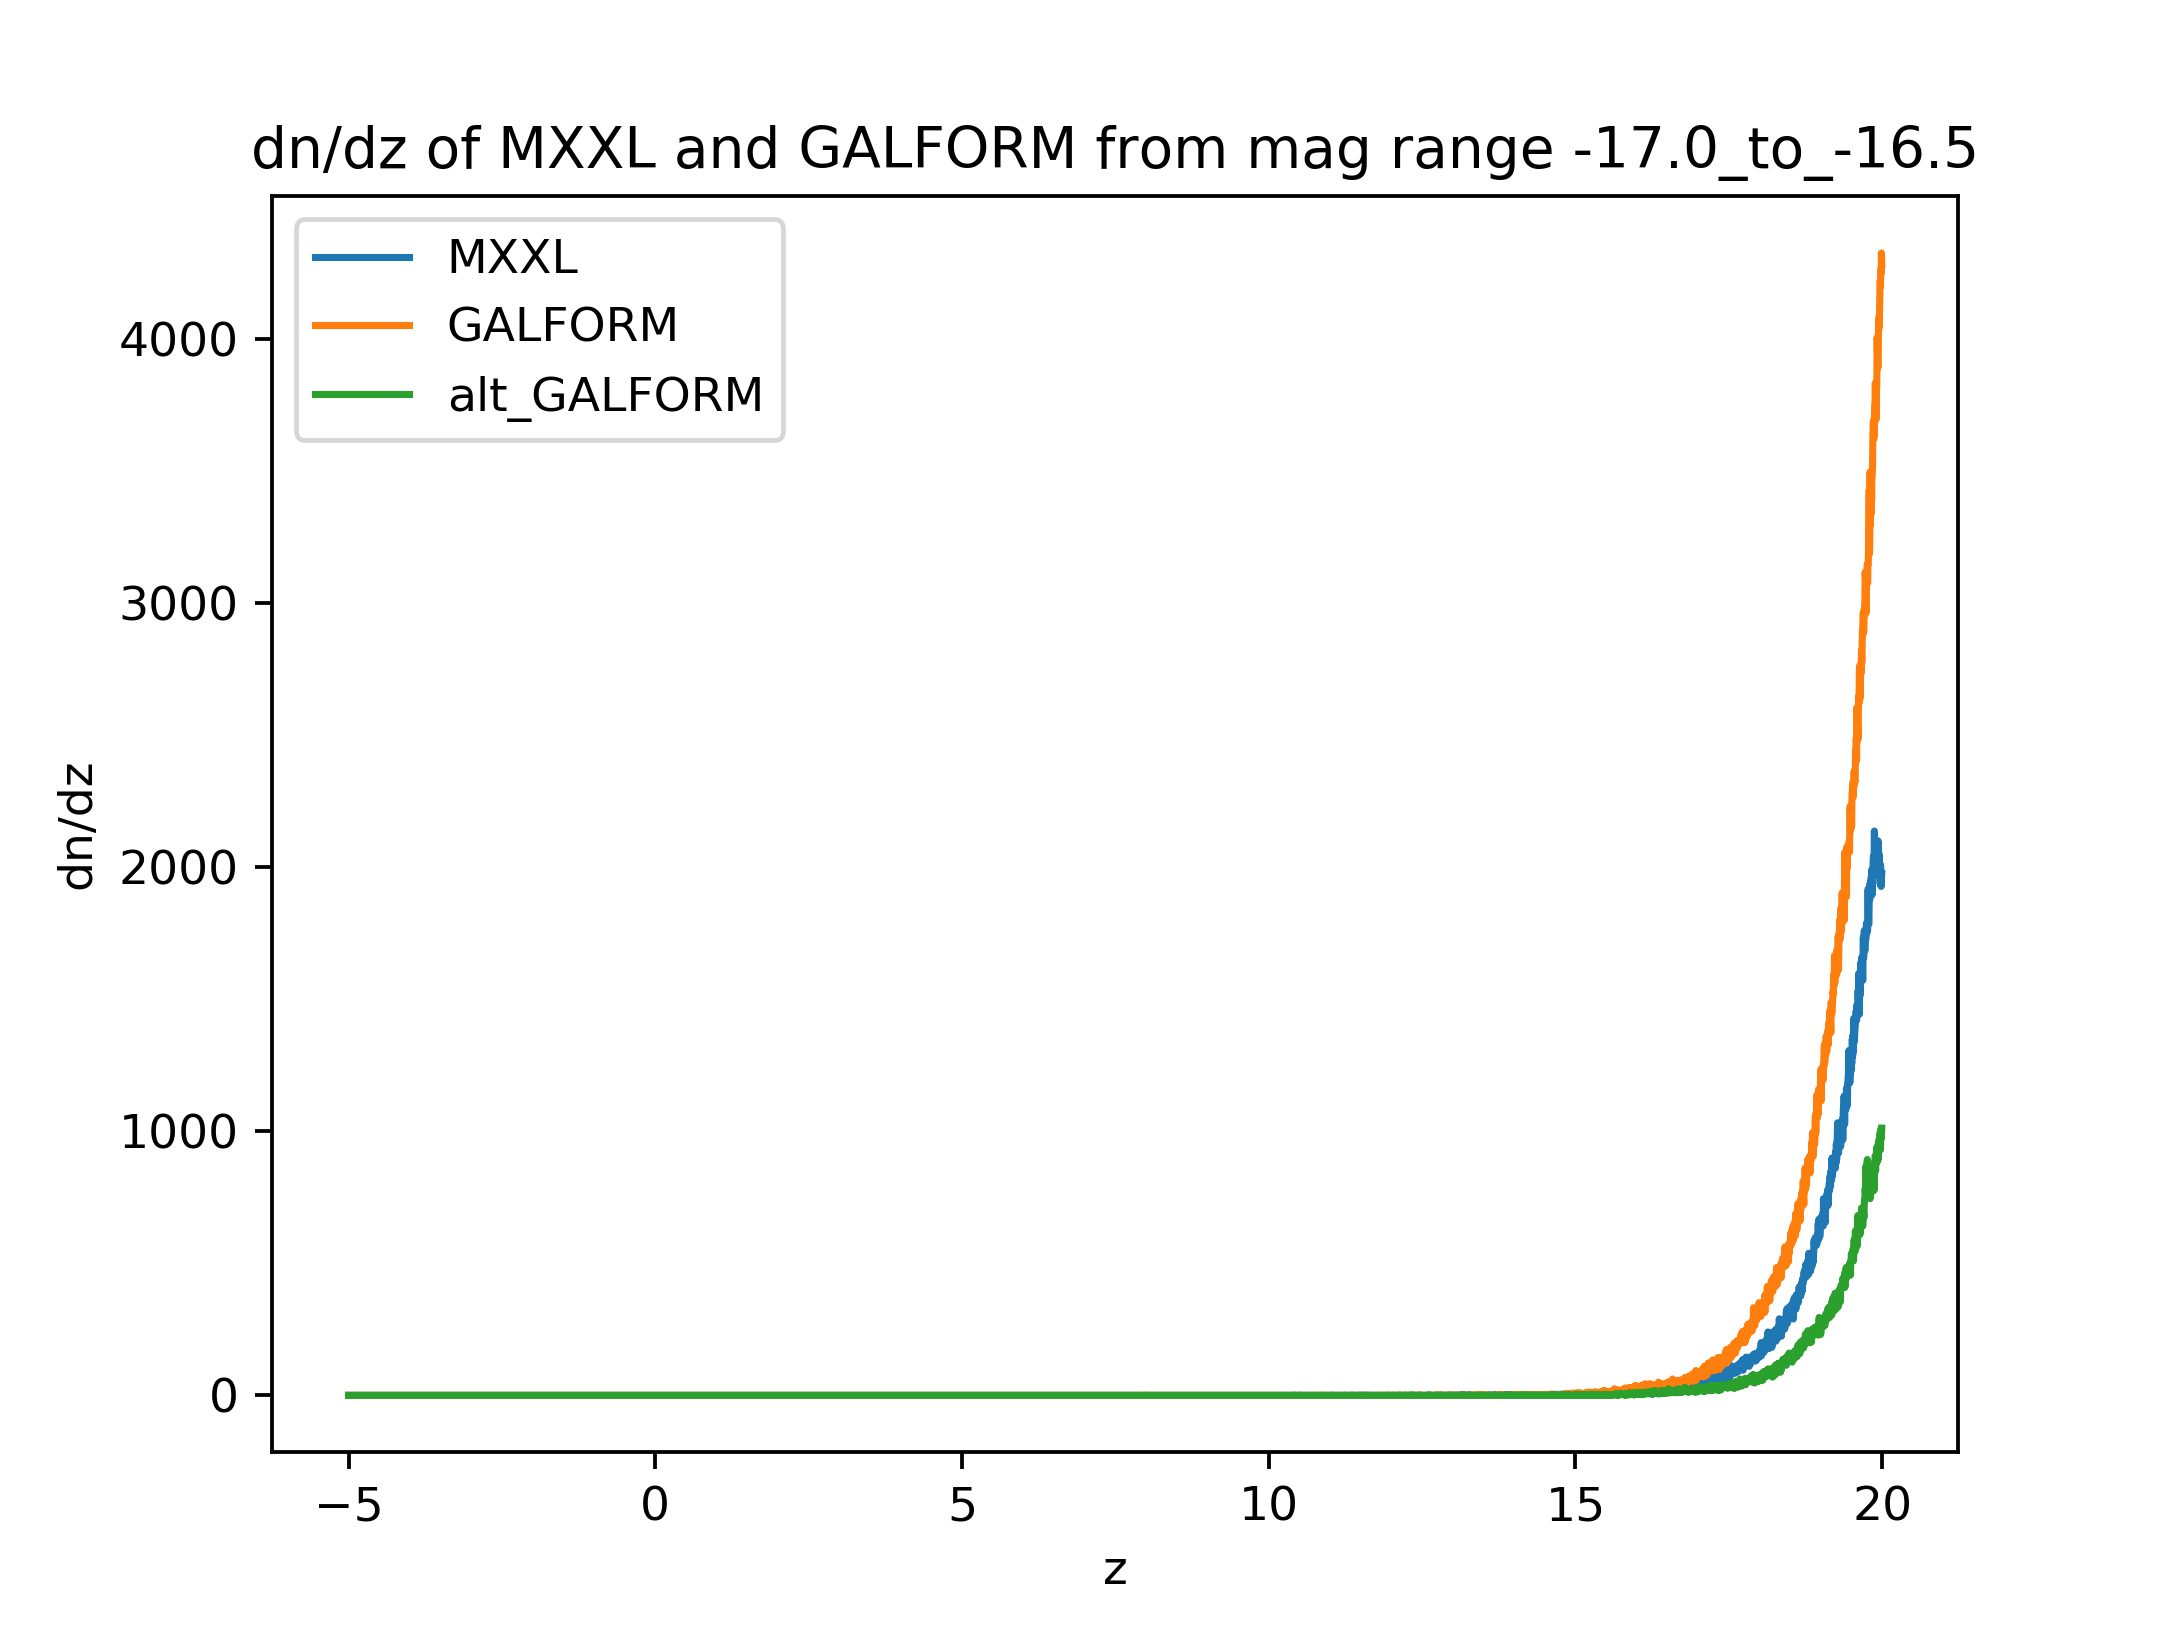 dn/dz of MXXL and GALFORM from mag range -17.0_to_-16.5
MXXL
GALFORM
alt_GALFORM
4000
3000
2000
1000
0
dn/dz
−5 0 5 10 15 20
z